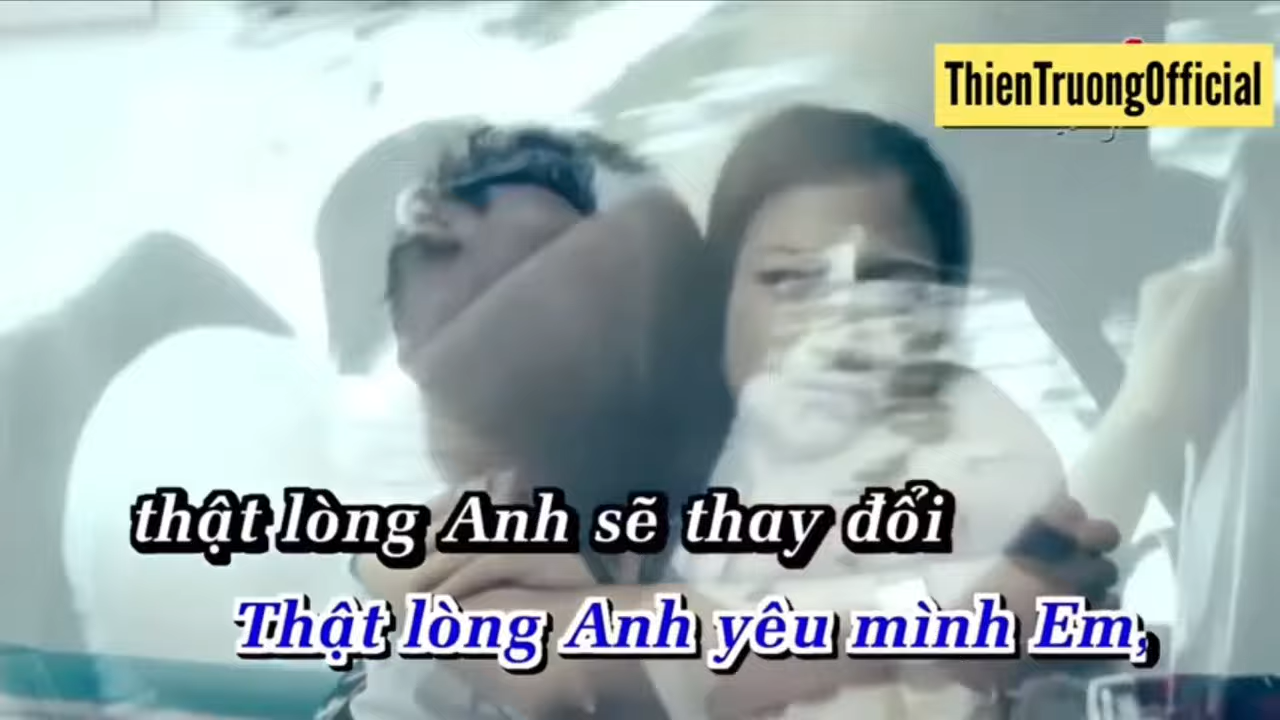 ThienTruongOfficial
thật lòng Anh sẽ thay đổi
Thật lòng Anh yêu mình Em,